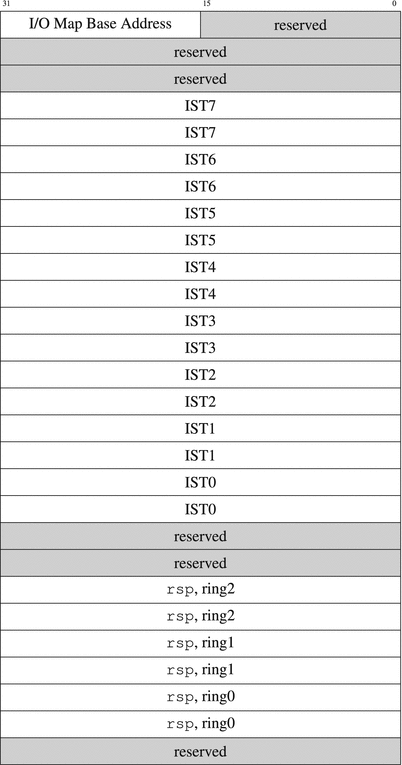 31 15 0
I/O Map Base Address reserved
reserved
reserved
IST7
IST7
IST6
IST6
IST5
IST5
IST4
IST4
IST3
IST3
IST2
IST2
IST1
IST1
IST0
IST0
reserved
reserved
rsp, ring2
rsp, ring2
rsp, ring1
rsp, ring1
rsp, ring0
rsp, ring0
reserved